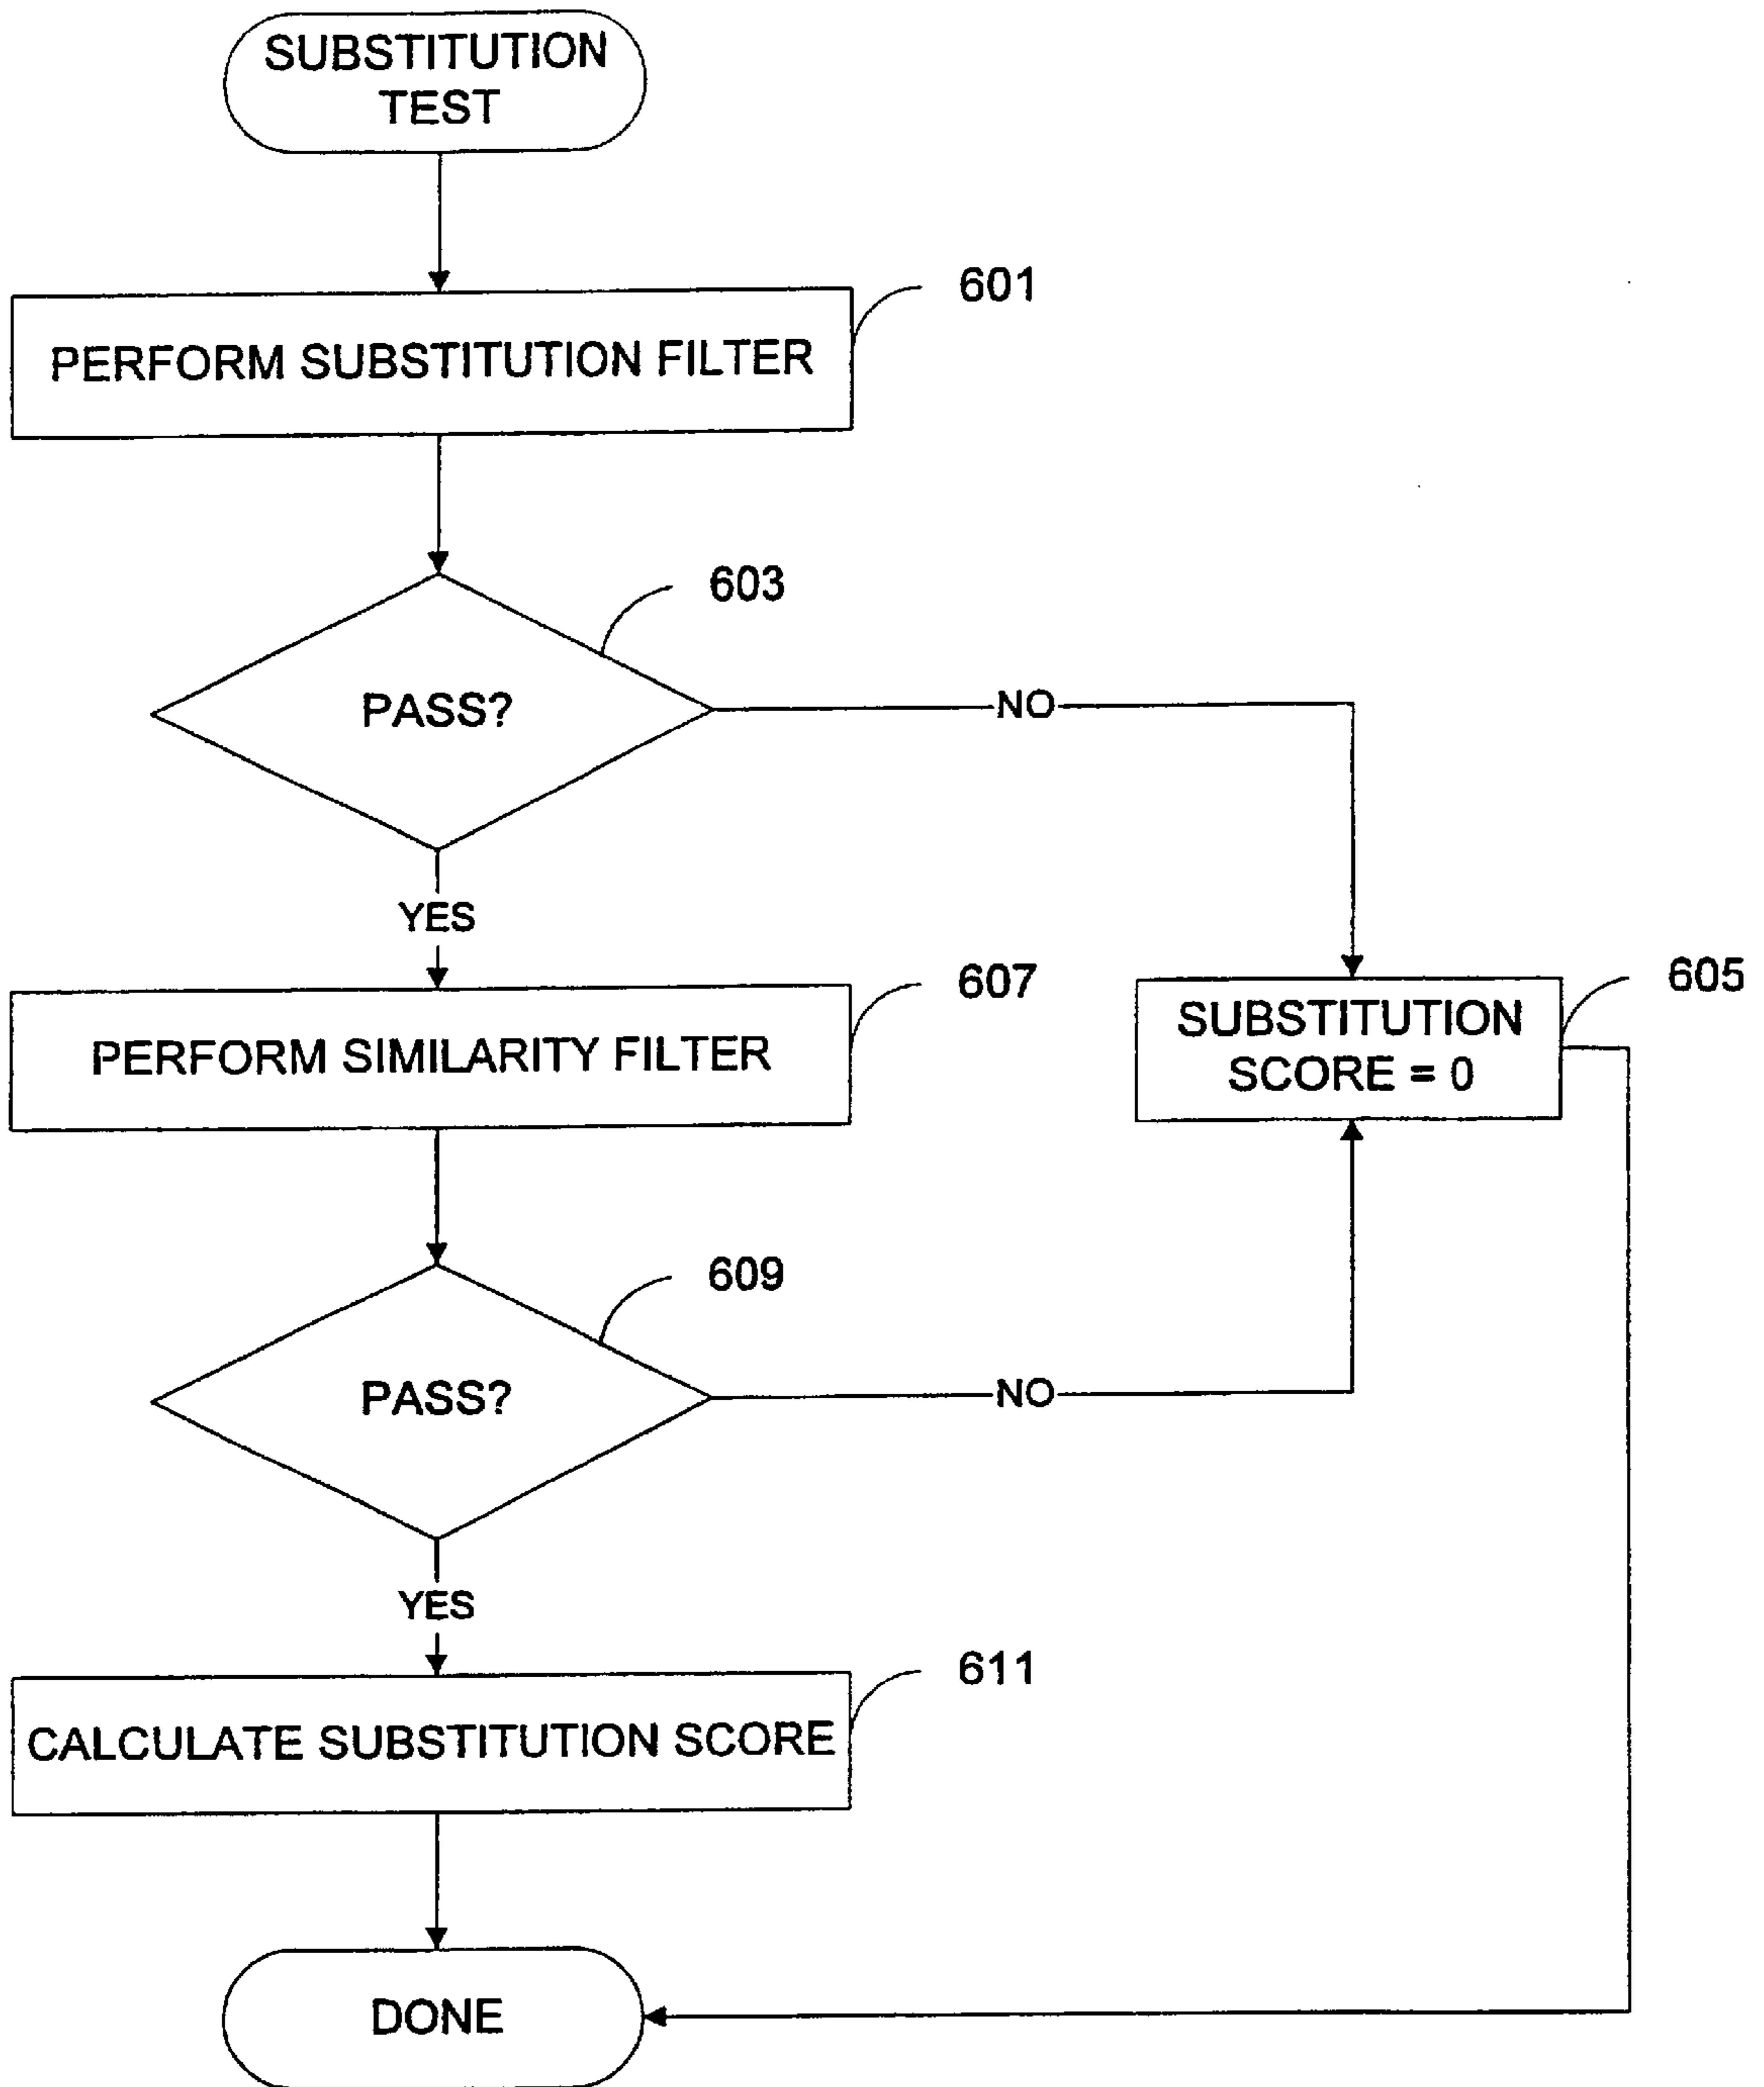 SUBSTITUTION
TEST
601
PERFORM SUBSTITUTION FILTER
603
PASS?
NO
YES
607
PERFORM SIMILARITY FILTER
605
SUBSTITUTION
SCORE = 0
609
PASS?
NO
YES
611
CALCULATE SUBSTITUTION SCORE
DONE